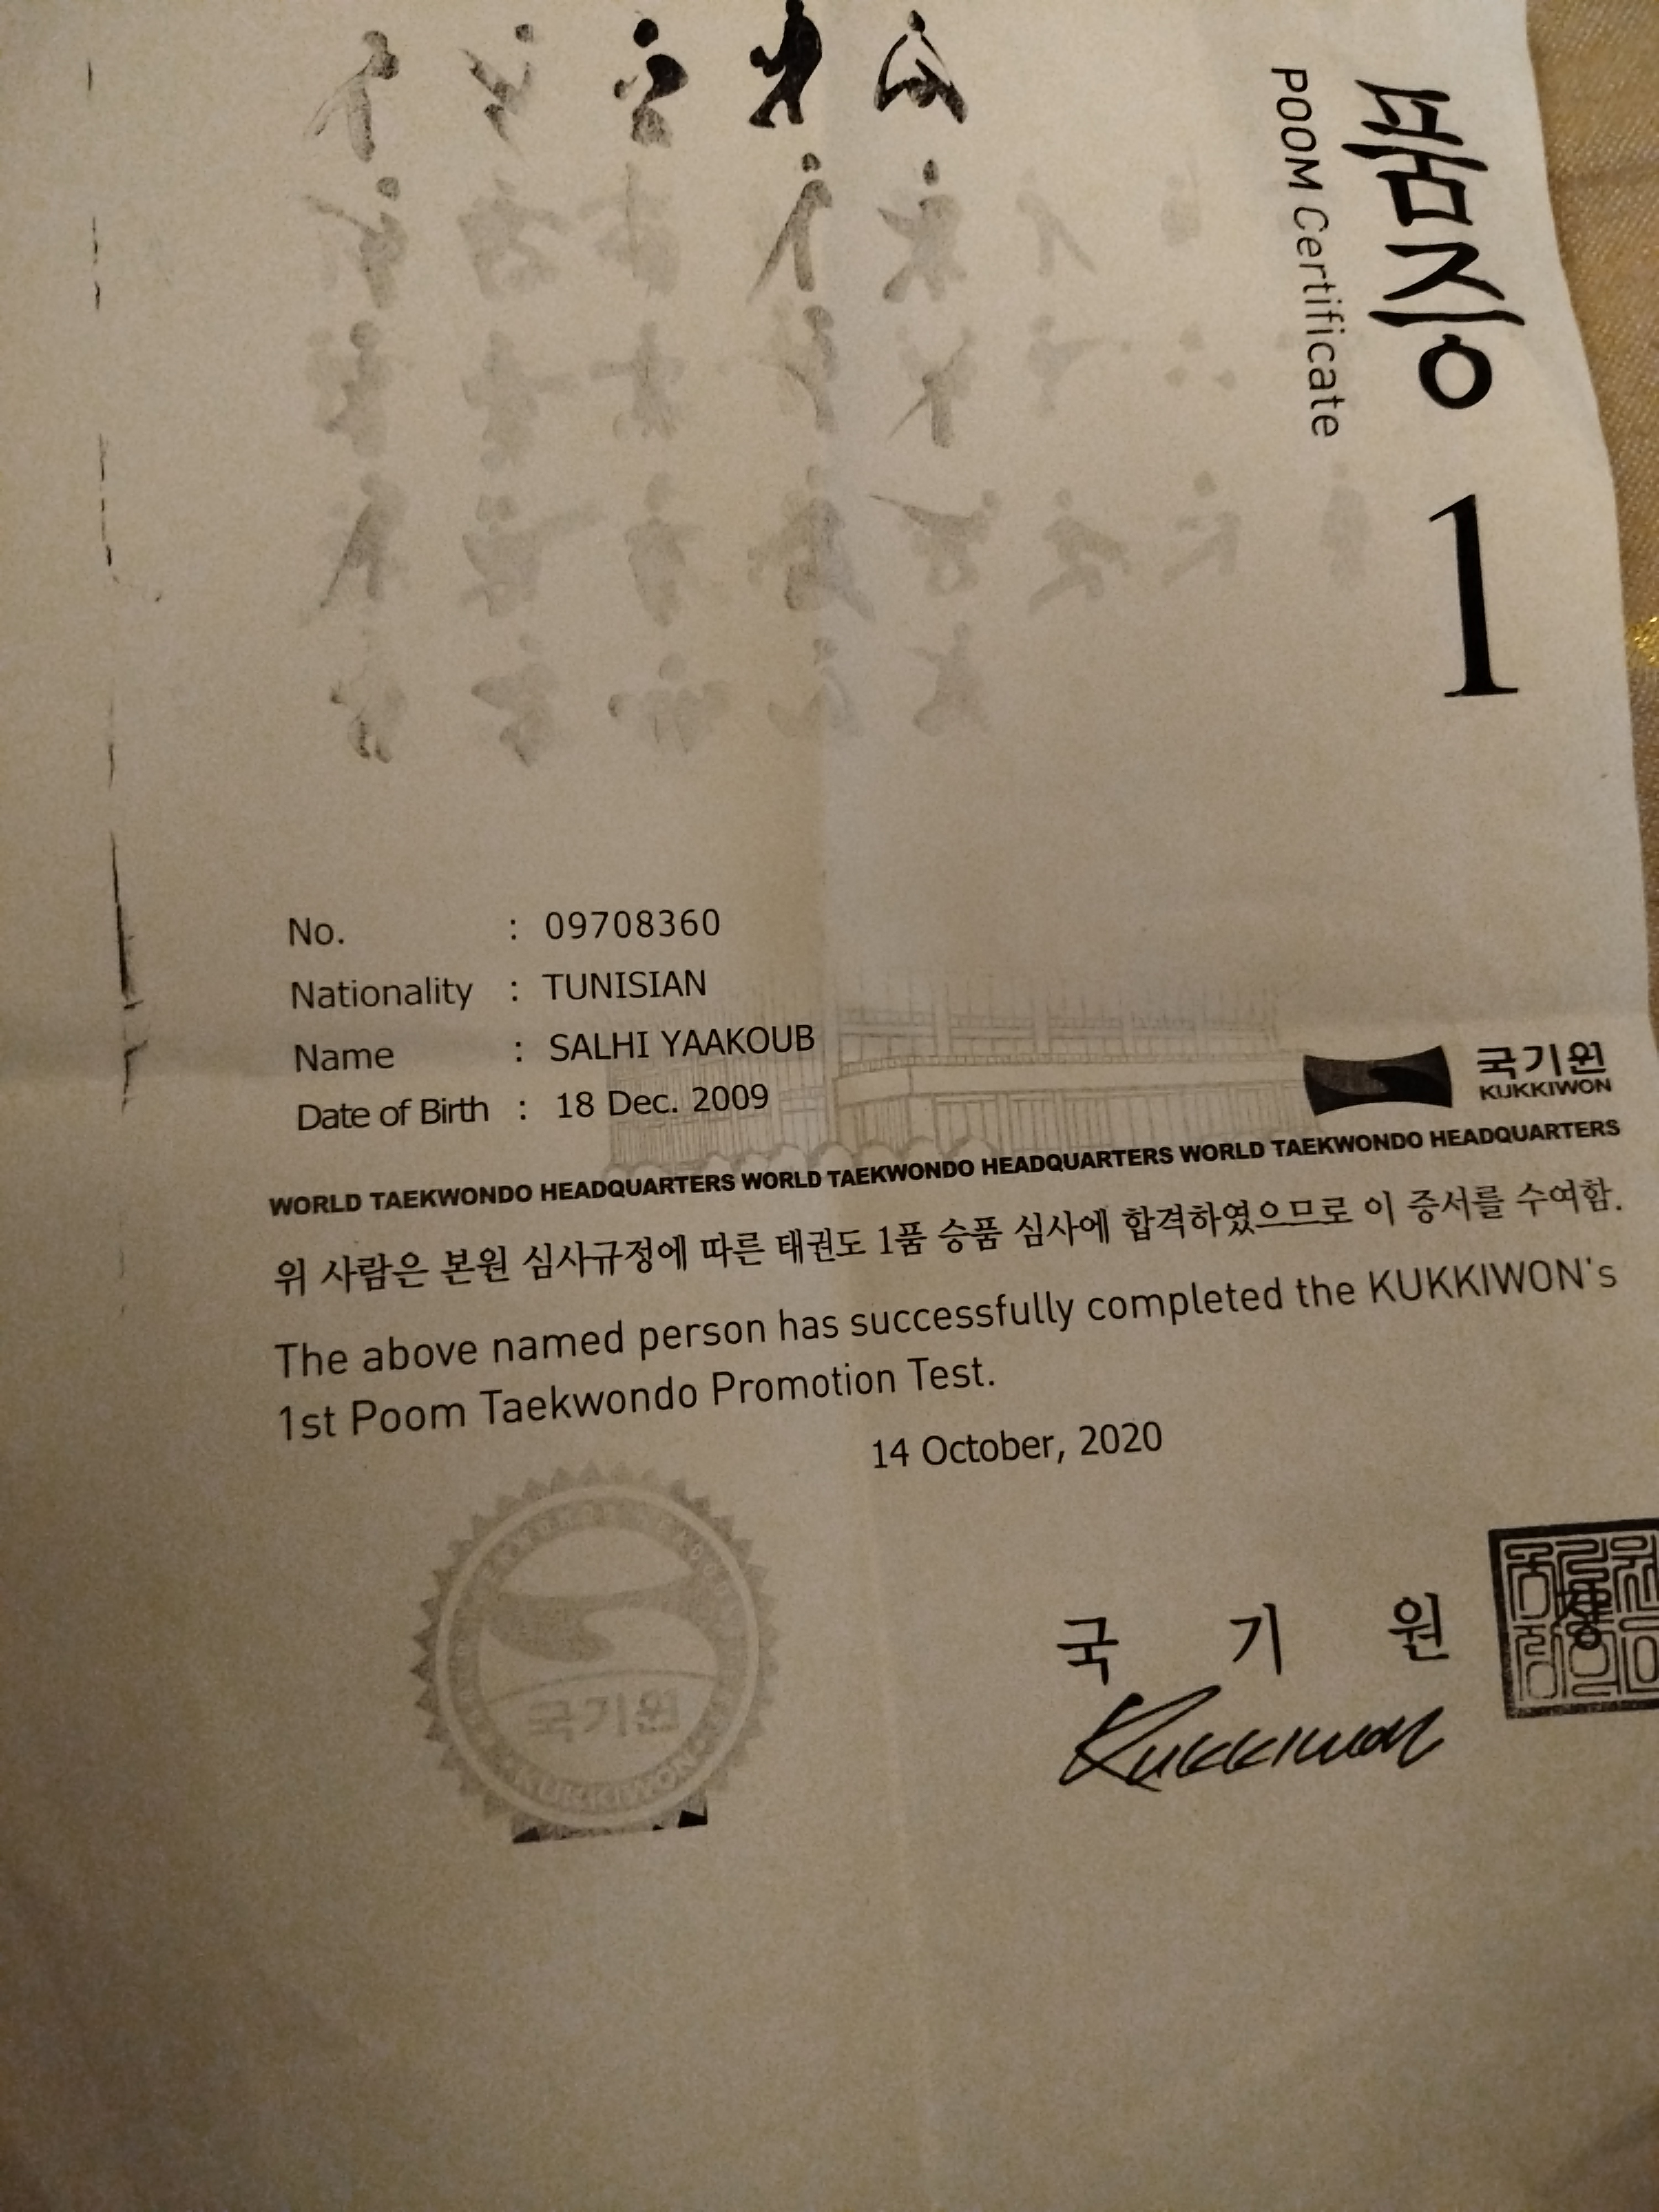 품증 1
POOM Certificate
No. : 09708360
Nationality : TUNISIAN
Name : SALHI YAAKOUB
Date of Birth : 18 Dec. 2009
국기원
KUKKIWON
WORLD TAEKWONDO HEADQUARTERS WORLD TAEKWONDO HEADQUARTERS WORLD TAEKWONDO HEADQUARTERS
위 사람은 본원 심사규정에 따른 태권도 1품 승품 심사에 합격하였으므로 이 증서를 수여함.
The above named person has successfully completed the KUKKIWON's
1st Poom Taekwondo Promotion Test.
14 October, 2020
국기원
KUKKIWON
국 기 원
Kukkiwon